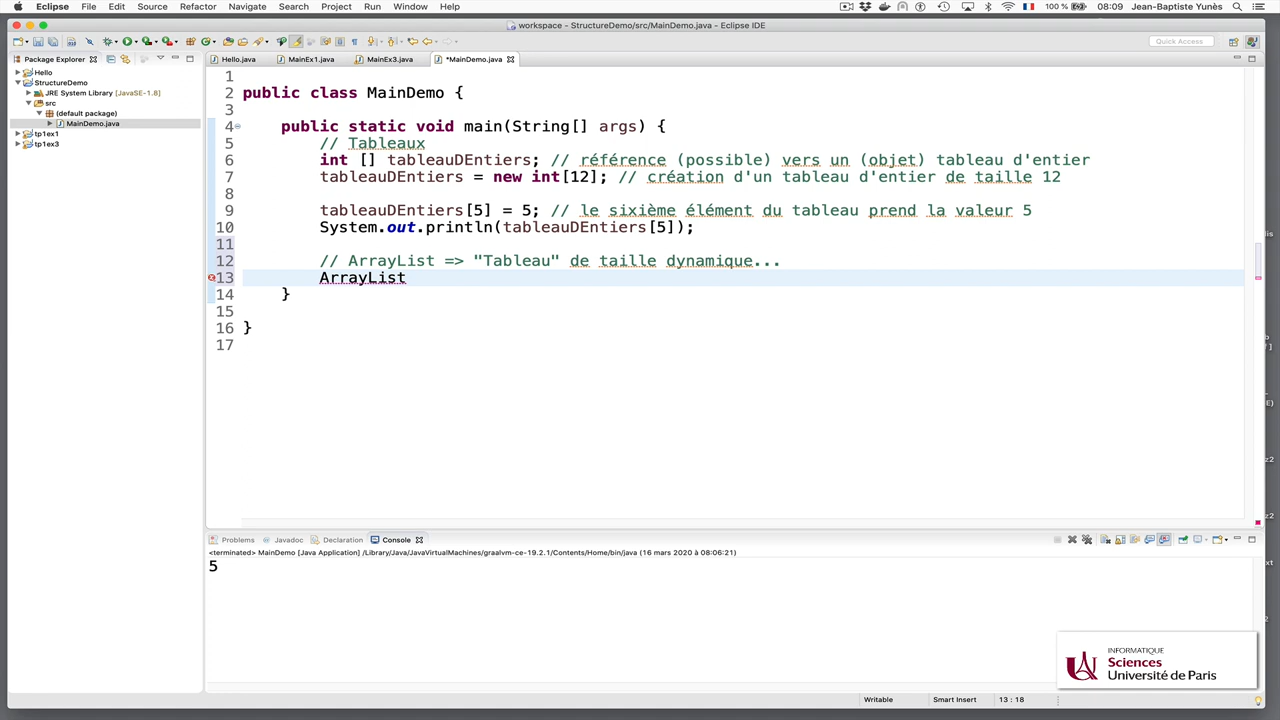 Eclipse File Edit Source Refactor Navigate Search Project Run Window Help 100 % 08:09 Jean-Baptiste Yunès
workspace - StructureDemo/src/MainDemo.java - Eclipse IDE
Quick Access
Package Explorer
Hello
StructureDemo
JRE System Library [JavaSE-1.8]
src
(default package)
MainDemo.java
tp1ex1
tp1ex3
Hello.java MainEx1.java MainEx3.java *MainDemo.java
1
2 public class MainDemo {
3
4 public static void main(String[] args) {
5 // Tableaux
6 int [] tableauDEntiers; // référence (possible) vers un (objet) tableau d'entier
7 tableauDEntiers = new int[12]; // création d'un tableau d'entier de taille 12
8
9 tableauDEntiers[5] = 5; // le sixième élément du tableau prend la valeur 5
10 System.out.println(tableauDEntiers[5]);
11
12 // ArrayList => "Tableau" de taille dynamique...
13 ArrayList
14 }
15
16 }
17
Problems Javadoc Declaration Console
<terminated> MainDemo [Java Application] /Library/Java/JavaVirtualMachines/graalvm-ce-19.2.1/Contents/Home/bin/java (16 mars 2020 à 08:06:21)
5
INFORMATIQUE
Sciences
Université de Paris
Writable Smart Insert 13 : 18